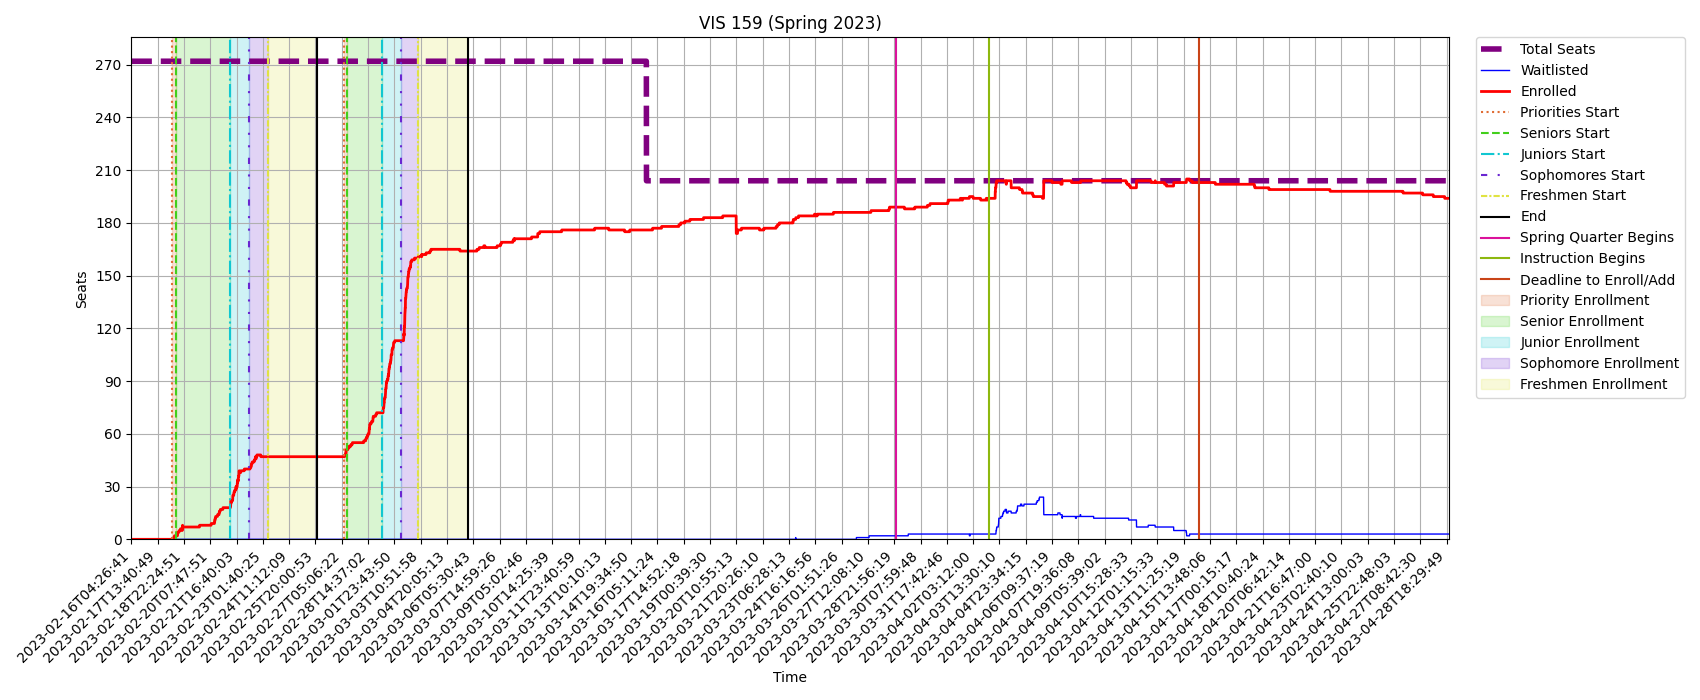 VIS 159 (Spring 2023)
Seats
270
240
210
180
150
120
90
60
30
0
2023-02-16T04:26:41
2023-02-17T13:40:49
2023-02-18T22:24:51
2023-02-20T07:47:51
2023-02-21T16:40:03
2023-02-23T01:40:25
2023-02-24T11:12:09
2023-02-25T20:00:53
2023-02-27T05:06:22
2023-02-28T14:37:02
2023-03-01T23:43:50
2023-03-03T10:51:58
2023-03-04T20:05:13
2023-03-06T05:30:43
2023-03-07T14:59:26
2023-03-09T05:02:46
2023-03-10T14:25:39
2023-03-11T23:40:59
2023-03-13T10:10:13
2023-03-14T19:34:50
2023-03-16T05:11:24
2023-03-17T14:52:18
2023-03-19T00:39:30
2023-03-20T10:55:13
2023-03-21T20:26:10
2023-03-23T06:28:13
2023-03-24T16:16:56
2023-03-26T01:51:26
2023-03-27T12:08:10
2023-03-28T21:56:19
2023-03-30T07:59:48
2023-03-31T17:42:46
2023-04-02T03:12:00
2023-04-03T13:30:10
2023-04-04T23:34:15
2023-04-06T09:37:19
2023-04-07T19:36:08
2023-04-09T05:39:02
2023-04-10T15:28:33
2023-04-12T01:15:33
2023-04-13T11:25:19
2023-04-15T13:48:06
2023-04-17T00:15:17
2023-04-18T10:40:24
2023-04-20T06:42:14
2023-04-21T16:47:00
2023-04-23T02:40:10
2023-04-24T13:00:03
2023-04-25T22:48:03
2023-04-27T08:42:30
2023-04-28T18:29:49
Time
Total Seats
Waitlisted
Enrolled
Priorities Start
Seniors Start
Juniors Start
Sophomores Start
Freshmen Start
End
Spring Quarter Begins
Instruction Begins
Deadline to Enroll/Add
Priority Enrollment
Senior Enrollment
Junior Enrollment
Sophomore Enrollment
Freshmen Enrollment